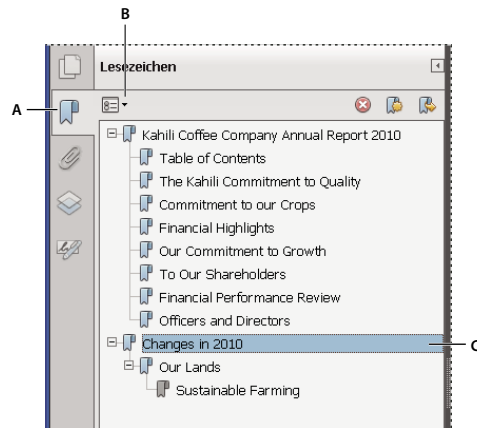 B
Lesezeichen
A
Kahili Coffee Company Annual Report 2010
Table of Contents
The Kahili Commitment to Quality
Commitment to our Crops
Financial Highlights
Our Commitment to Growth
To Our Shareholders
Financial Performance Review
Officers and Directors
Changes in 2010
C
Our Lands
Sustainable Farming